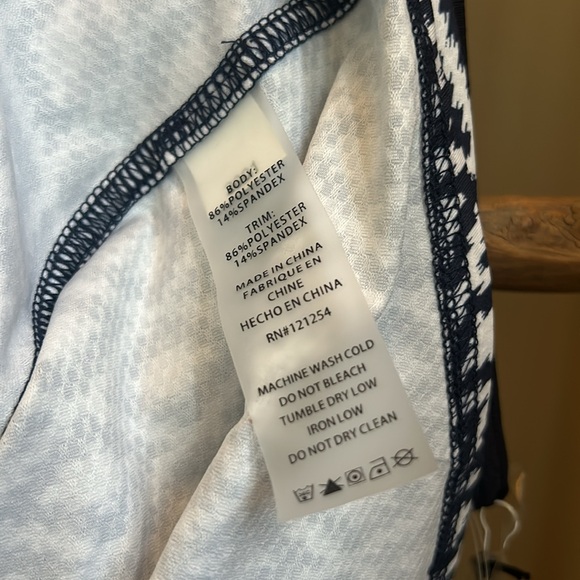 BODY:
86%POLYESTER
14%SPANDEX
TRIM:
86%POLYESTER
14%SPANDEX
MADE IN CHINA
FABRIQUE EN
CHINE
HECHO EN CHINA
RN#121254
MACHINE WASH COLD
DO NOT BLEACH
TUMBLE DRY LOW
IRON LOW
DO NOT DRY CLEAN